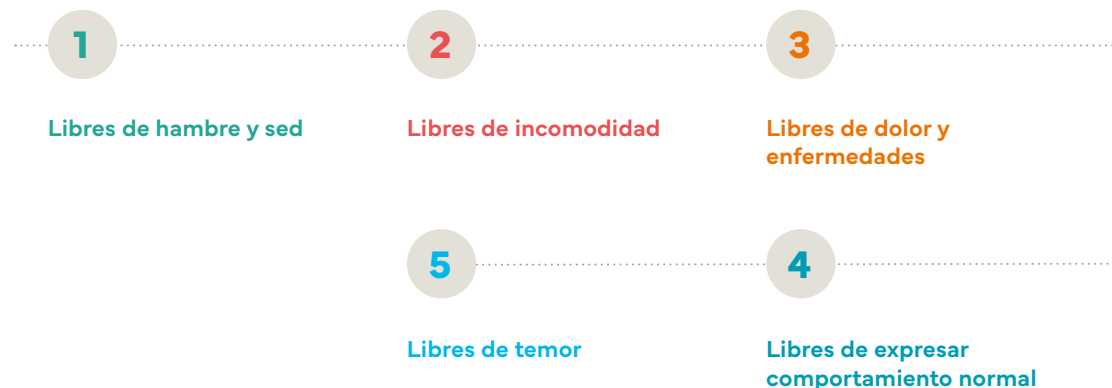 1
Libres de hambre y sed
2
Libres de incomodidad
3
Libres de dolor y
enfermedades
5
Libres de temor
4
Libres de expresar
comportamiento normal